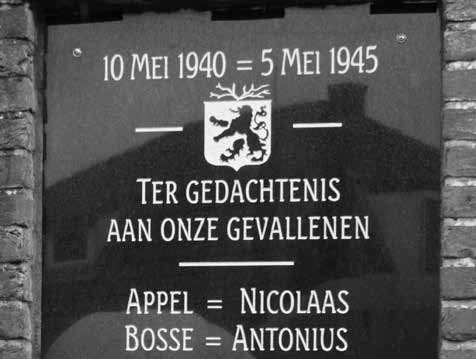 10 MEI 1940 = 5 MEI 1945
TER GEDACHTENIS
AAN ONZE GEVALLENEN
APPEL = NICOLAAS
BOSSE = ANTONIUS